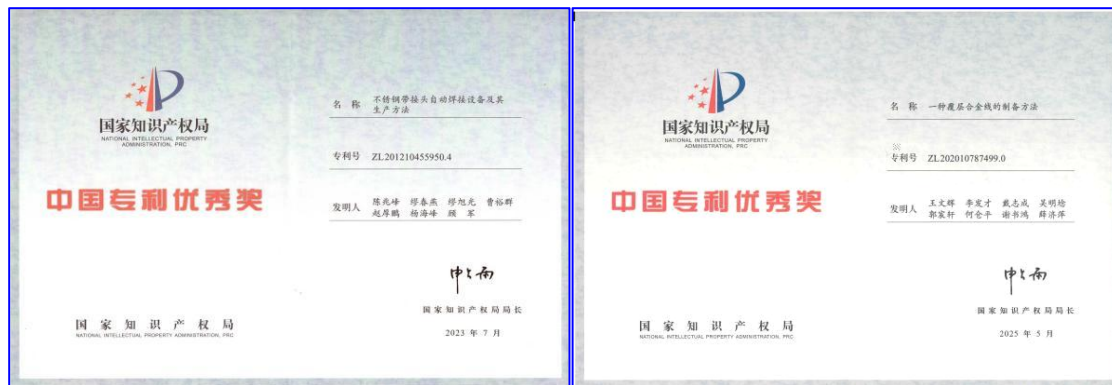 国家知识产权局
NATIONAL INTELLECTUAL PROPERTY
ADMINISTRATION, PRC
中国专利优秀奖
国家知识产权局
NATIONAL INTELLECTUAL PROPERTY ADMINISTRATION, PRC
名 称 不锈钢带接头自动焊接设备及其
生产方法
专利号 ZL201210455950.4
发明人 陈兆峰 缪春燕 缪旭光 曹裕群
赵厚鹏 杨海峰 顾 军
国家知识产权局局长
2023 年 7 月
国家知识产权局
NATIONAL INTELLECTUAL PROPERTY
ADMINISTRATION, PRC
中国专利优秀奖
国家知识产权局
NATIONAL INTELLECTUAL PROPERTY ADMINISTRATION, PRC
名 称 一种覆层合金线的制备方法
专利号 ZL202010787499.0
发明人 王文辉 李发才 戴志成 吴明培
郭宸轩 何仓平 谢书鸿 薛济萍
国家知识产权局局长
2025 年 5 月